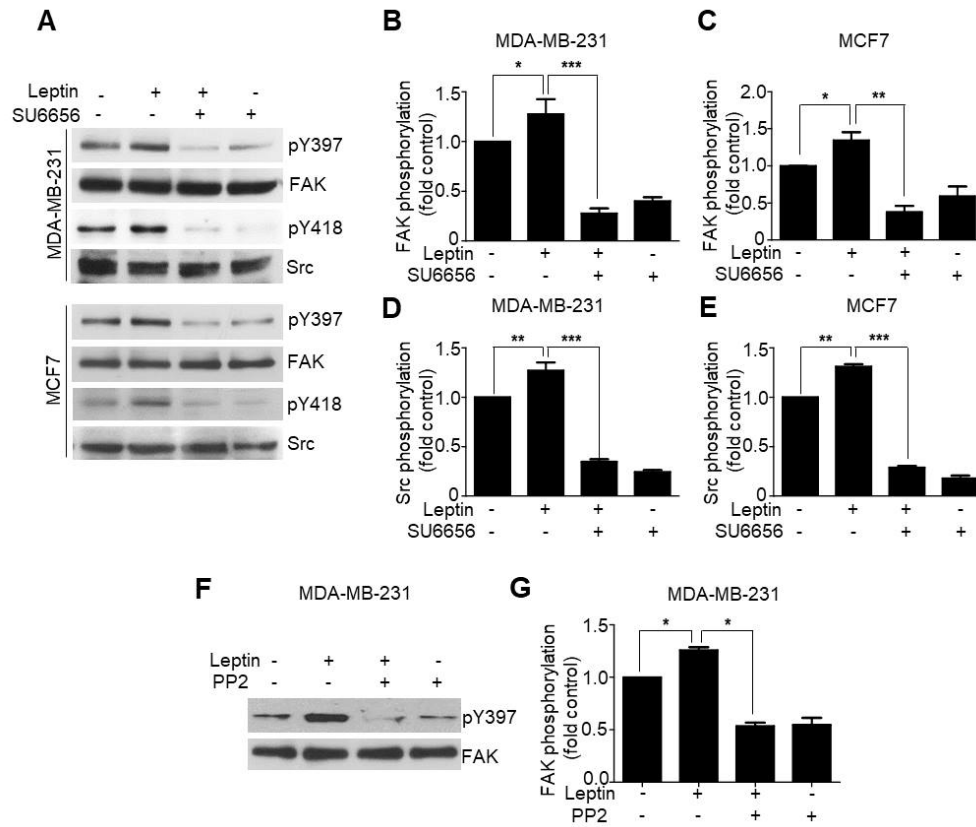 A
Leptin - + + -
SU6656 - - + +
MDA-MB-231
pY397
FAK
pY418
Src
MCF7
pY397
FAK
pY418
Src
B
MDA-MB-231
FAK phosphorylation
(fold control)
1.5
1.0
0.5
0
* ***
Leptin - + + -
SU6656 - - + +
C
MCF7
FAK phosphorylation
(fold control)
2.0
1.5
1.0
0.5
0
* **
Leptin - + + -
SU6656 - - + +
D
MDA-MB-231
Src phosphorylation
(fold control)
1.5
1.0
0.5
0
** ***
Leptin - + + -
SU6656 - - + +
E
MCF7
Src phosphorylation
(fold control)
1.5
1.0
0.5
0
** ***
Leptin - + + -
SU6656 - - + +
F
MDA-MB-231
Leptin - + + -
PP2 - - + +
pY397
FAK
G
MDA-MB-231
FAK phosphorylation
(fold control)
1.5
1.0
0.5
0.0
* *
Leptin - + + -
PP2 - - + +